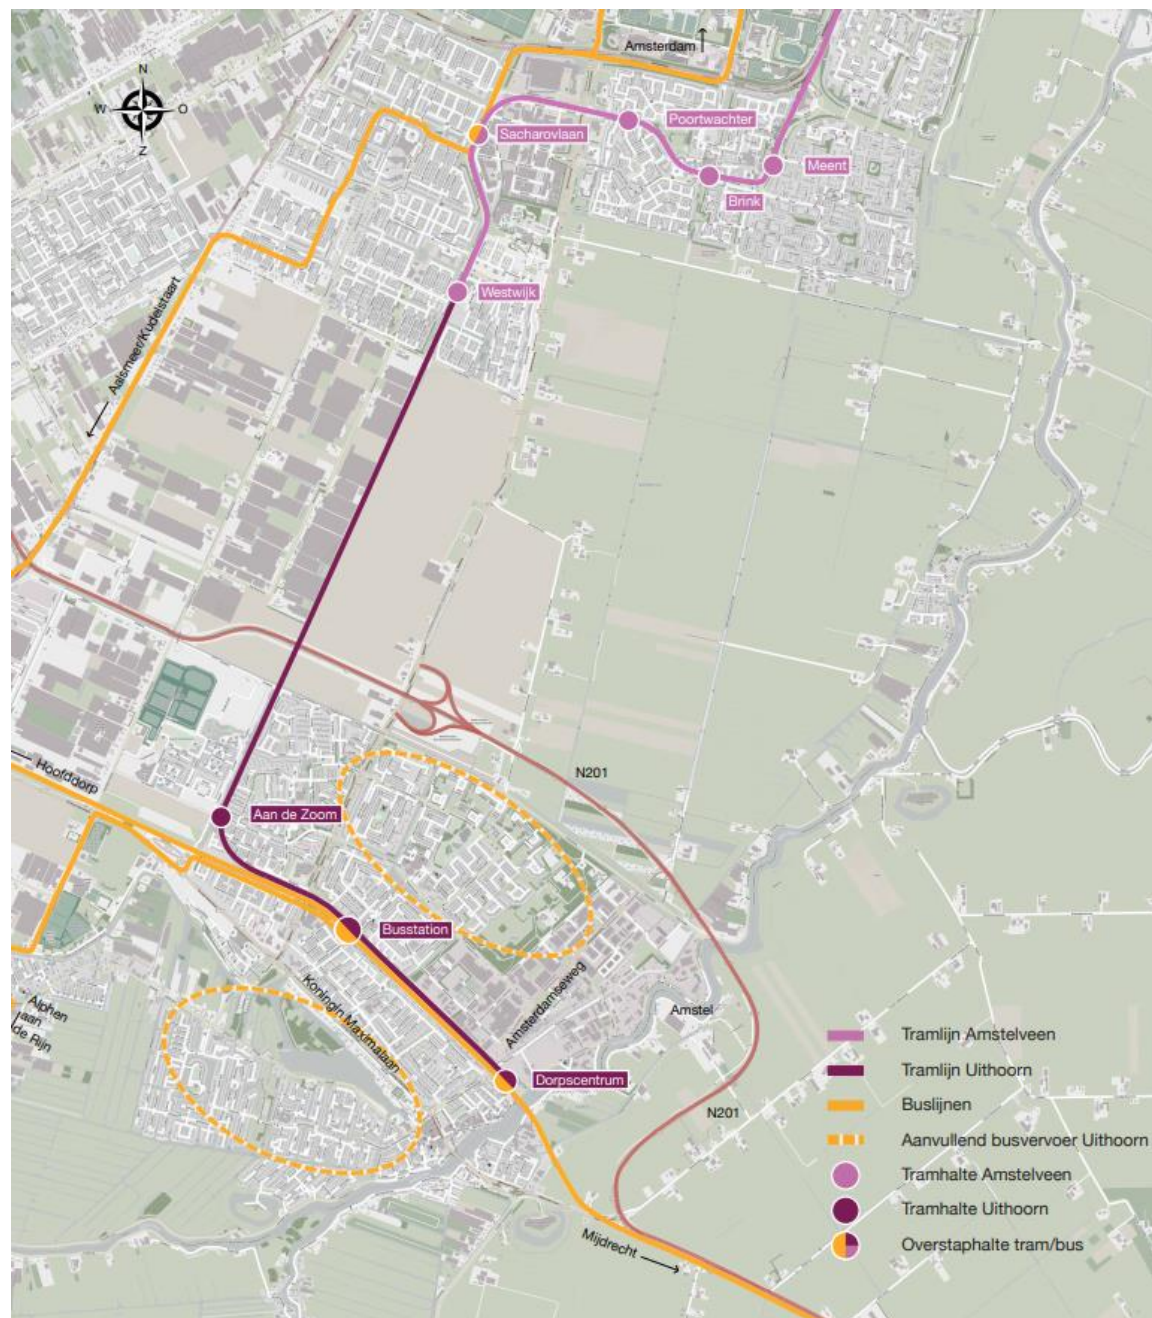 Amsterdam
N
W
O
Z
Poortwachter
Sacharovlaan
Meent
Brink
Westwijk
Aalsmeer/Kudelstaart
N201
Hoofddorp
Aan de Zoom
Busstation
Koningin Maximalaan
Amsterdamseweg
Alphen
aan
de Rijn
Amstel
Dorpscentrum
N201
Mijdrecht
Tramlijn Amstelveen
Tramlijn Uithoorn
Buslijnen
Aanvullend busvervoer Uithoorn
Tramhalte Amstelveen
Tramhalte Uithoorn
Overstaphalte tram/bus